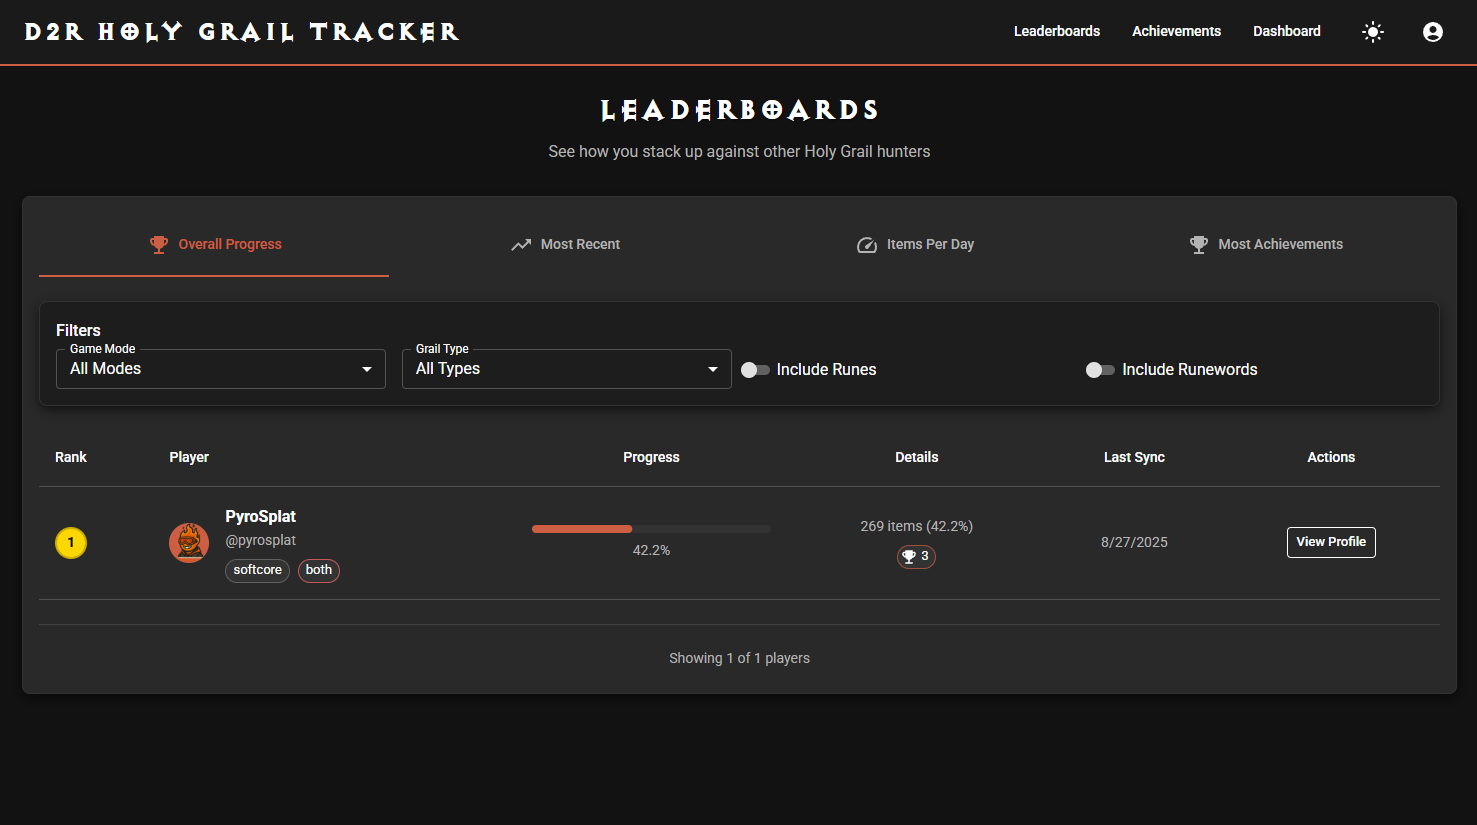 D2R HOLY GRAIL TRACKER
Leaderboards
Achievements
Dashboard
LEADERBOARDS
See how you stack up against other Holy Grail hunters
Overall Progress
Most Recent
Items Per Day
Most Achievements
Filters
Game Mode
All Modes
Grail Type
All Types
Include Runes
Include Runewords
Rank
Player
Progress
Details
Last Sync
Actions
1
PyroSplat
@pyrosplat
softcore
both
42.2%
269 items (42.2%)
3
8/27/2025
View Profile
Showing 1 of 1 players